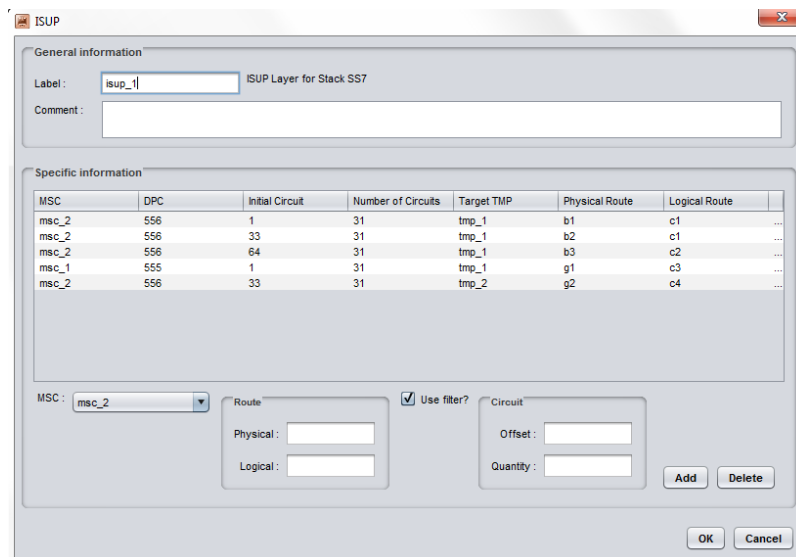 ISUP
General information
Label : isup_1 ISUP Layer for Stack SS7
Comment :
Specific information
MSC DPC Initial Circuit Number of Circuits Target TMP Physical Route Logical Route
msc_2 556 1 31 tmp_1 b1 c1 ...
msc_2 556 33 31 tmp_1 b2 c1 ...
msc_2 556 64 31 tmp_1 b3 c2 ...
msc_1 555 1 31 tmp_1 g1 c3 ...
msc_2 556 33 31 tmp_2 g2 c4 ...
MSC : msc_2 Route Use filter? Circuit
Physical : Offset :
Logical : Quantity :
Add Delete
OK Cancel